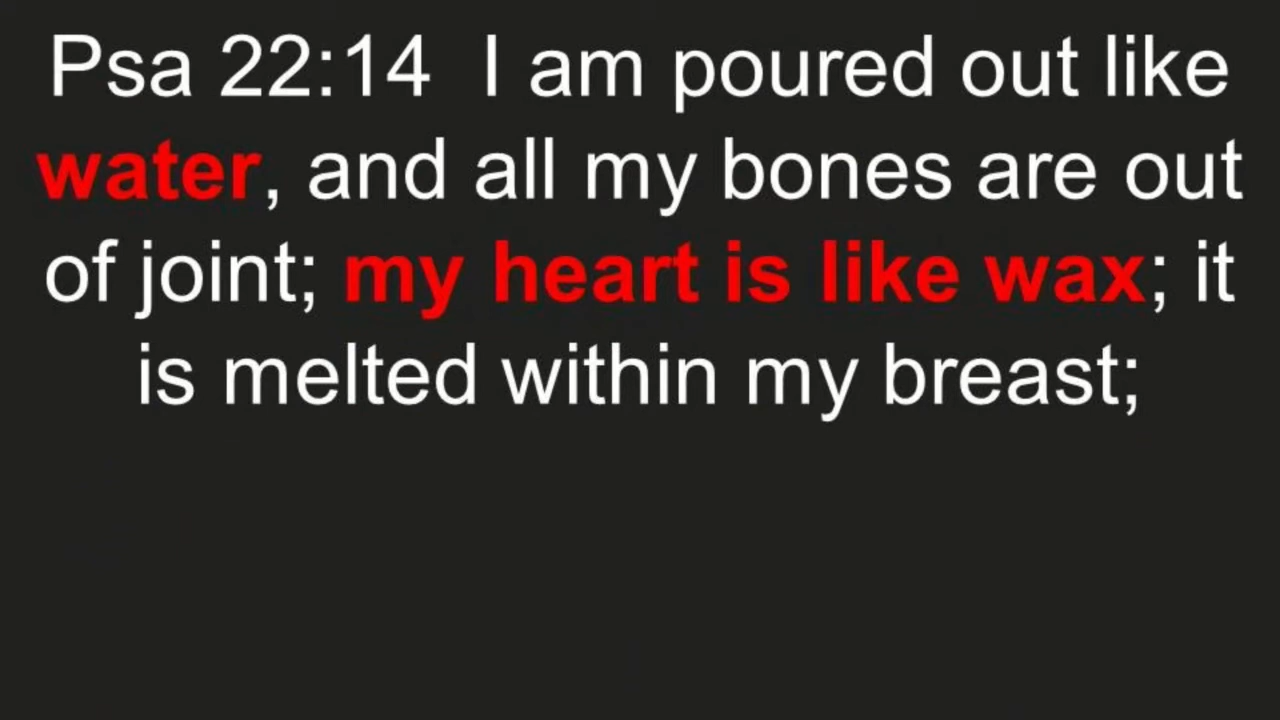 Psa 22:14  I am poured out like
water, and all my bones are out
of joint; my heart is like wax; it
is melted within my breast;